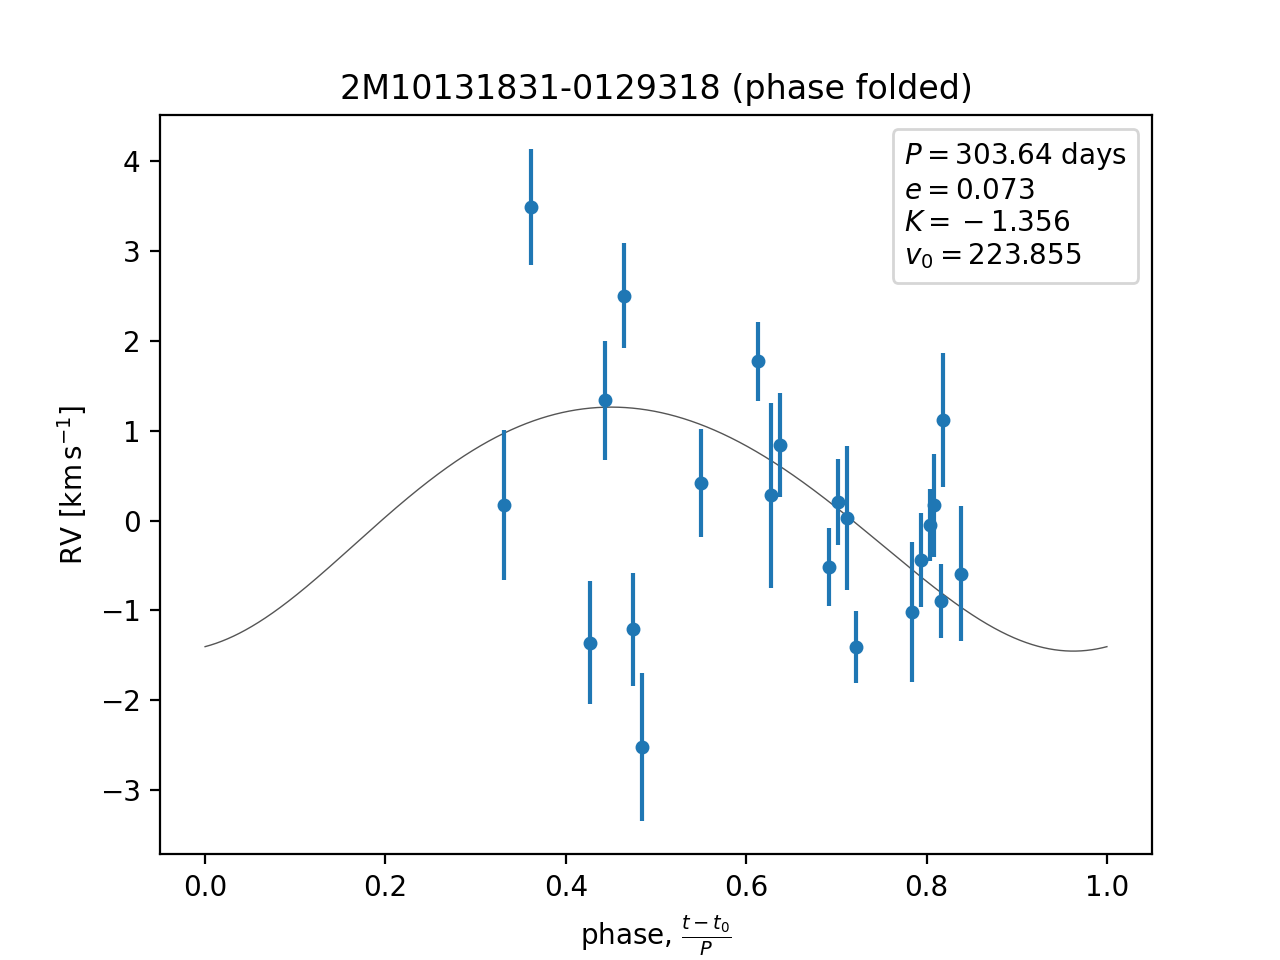 2M10131831-0129318 (phase folded)
P = 303.64 days
e = 0.073
K = −1.356
v₀ = 223.855
4
3
2
1
0
−1
−2
−3
RV [km s⁻¹]
0.0 0.2 0.4 0.6 0.8 1.0
phase, (t − t₀)/P